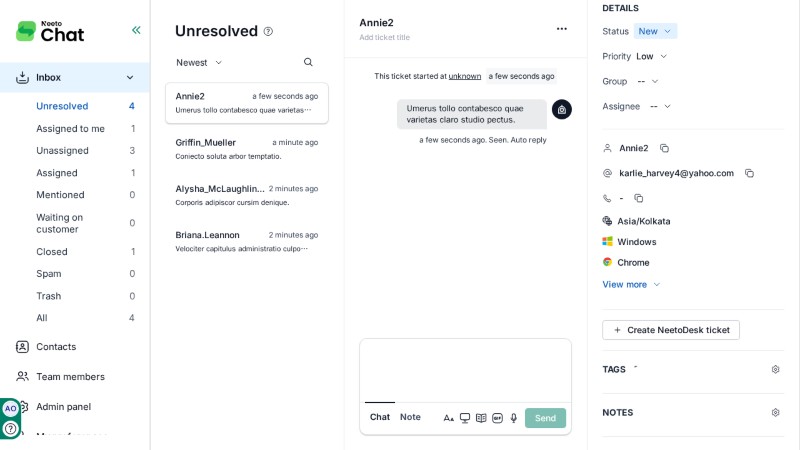 Neeto
Chat
Inbox
Unresolved 4
Assigned to me 1
Unassigned 3
Assigned 1
Mentioned 0
Waiting on
customer 0
Closed 1
Spam 0
Trash 0
All 4
Contacts
Team members
Admin panel
AO
Unresolved
Newest
Annie2 a few seconds ago
Umerus tollo contabesco quae varietas...
Griffin_Mueller a minute ago
Coniecto soluta arbor temptatio.
Alysha_McLaughlin... 2 minutes ago
Corporis adipiscor cursim denique.
Briana.Leannon 2 minutes ago
Velociter capitulus administratio culpo...
Annie2
Add ticket title
This ticket started at unknown a few seconds ago
Umerus tollo contabesco quae
varietas claro studio pectus.
a few seconds ago. Seen. Auto reply
Chat Note Send
DETAILS
Status New
Priority Low
Group --
Assignee --
Annie2
karlie_harvey4@yahoo.com
-
Asia/Kolkata
Windows
Chrome
View more
+ Create NeetoDesk ticket
TAGS
NOTES